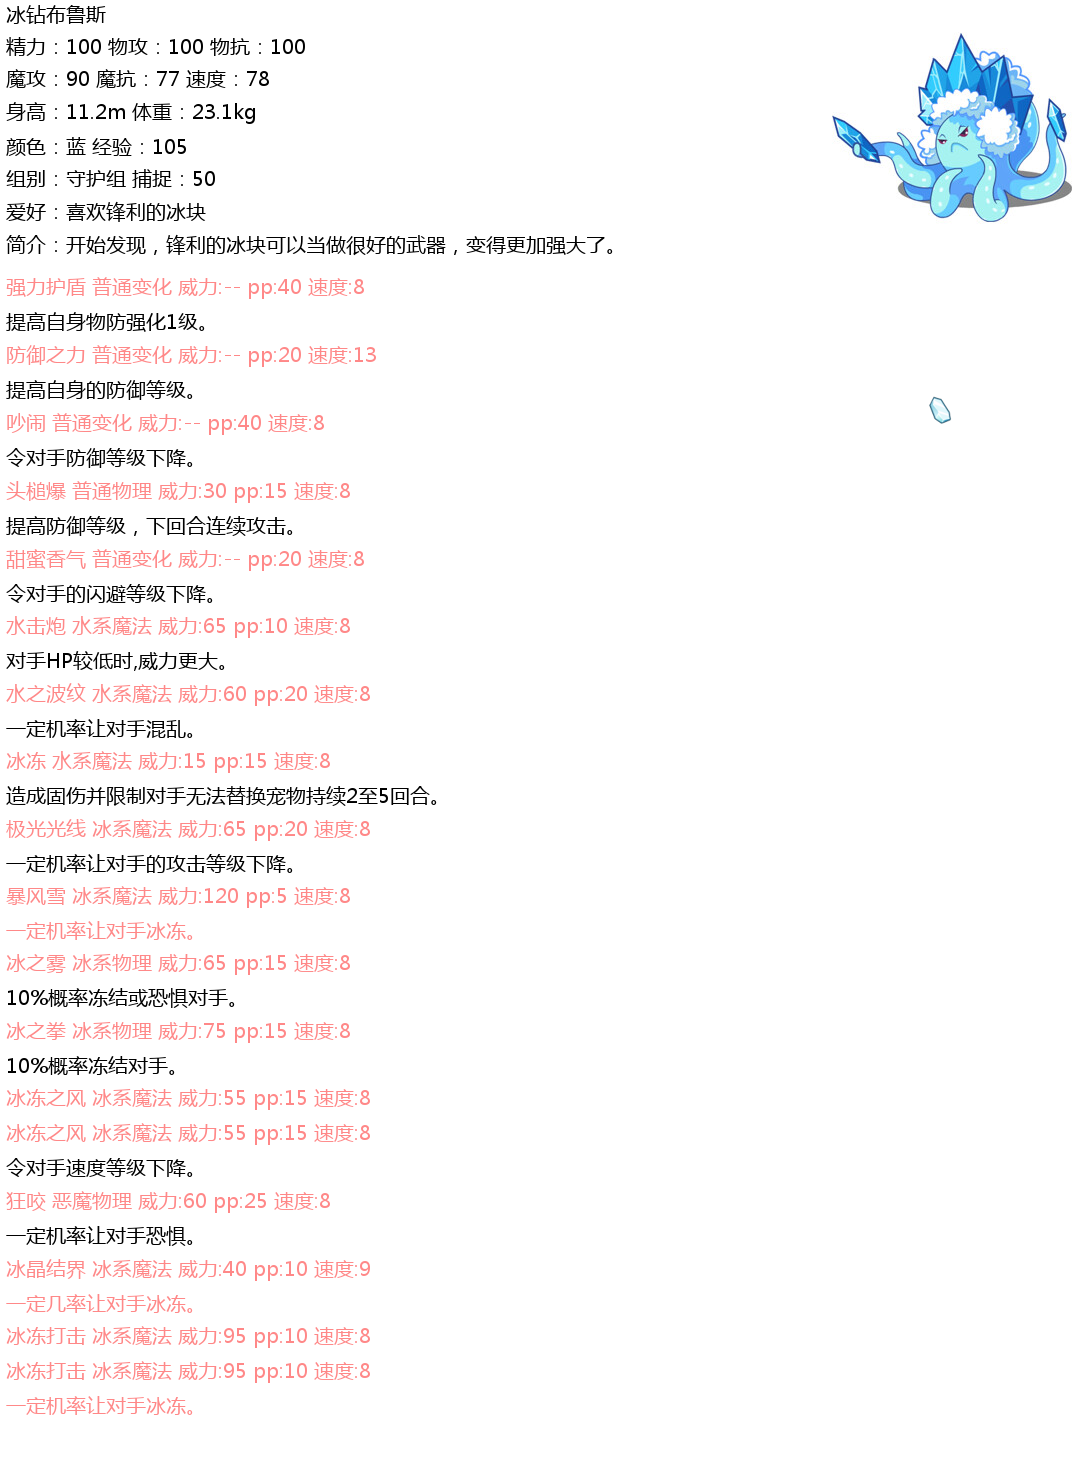 冰钻布鲁斯
精力：100 物攻：100 物抗：100
魔攻：90 魔抗：77 速度：78
身高：11.2m 体重：23.1kg
颜色：蓝 经验：105
组别：守护组 捕捉：50
爱好：喜欢锋利的冰块
简介：开始发现，锋利的冰块可以当做很好的武器，变得更加强大了。
强力护盾 普通变化 威力:-- pp:40 速度:8
提高自身物防强化1级。
防御之力 普通变化 威力:-- pp:20 速度:13
提高自身的防御等级。
吵闹 普通变化 威力:-- pp:40 速度:8
令对手防御等级下降。
头槌爆 普通物理 威力:30 pp:15 速度:8
提高防御等级，下回合连续攻击。
甜蜜香气 普通变化 威力:-- pp:20 速度:8
令对手的闪避等级下降。
水击炮 水系魔法 威力:65 pp:10 速度:8
对手HP较低时,威力更大。
水之波纹 水系魔法 威力:60 pp:20 速度:8
一定机率让对手混乱。
冰冻 水系魔法 威力:15 pp:15 速度:8
造成固伤并限制对手无法替换宠物持续2至5回合。
极光光线 冰系魔法 威力:65 pp:20 速度:8
一定机率让对手的攻击等级下降。
暴风雪 冰系魔法 威力:120 pp:5 速度:8
一定机率让对手冰冻。
冰之雾 冰系物理 威力:65 pp:15 速度:8
10%概率冻结或恐惧对手。
冰之拳 冰系物理 威力:75 pp:15 速度:8
10%概率冻结对手。
冰冻之风 冰系魔法 威力:55 pp:15 速度:8
冰冻之风 冰系魔法 威力:55 pp:15 速度:8
令对手速度等级下降。
狂咬 恶魔物理 威力:60 pp:25 速度:8
一定机率让对手恐惧。
冰晶结界 冰系魔法 威力:40 pp:10 速度:9
一定几率让对手冰冻。
冰冻打击 冰系魔法 威力:95 pp:10 速度:8
冰冻打击 冰系魔法 威力:95 pp:10 速度:8
一定机率让对手冰冻。